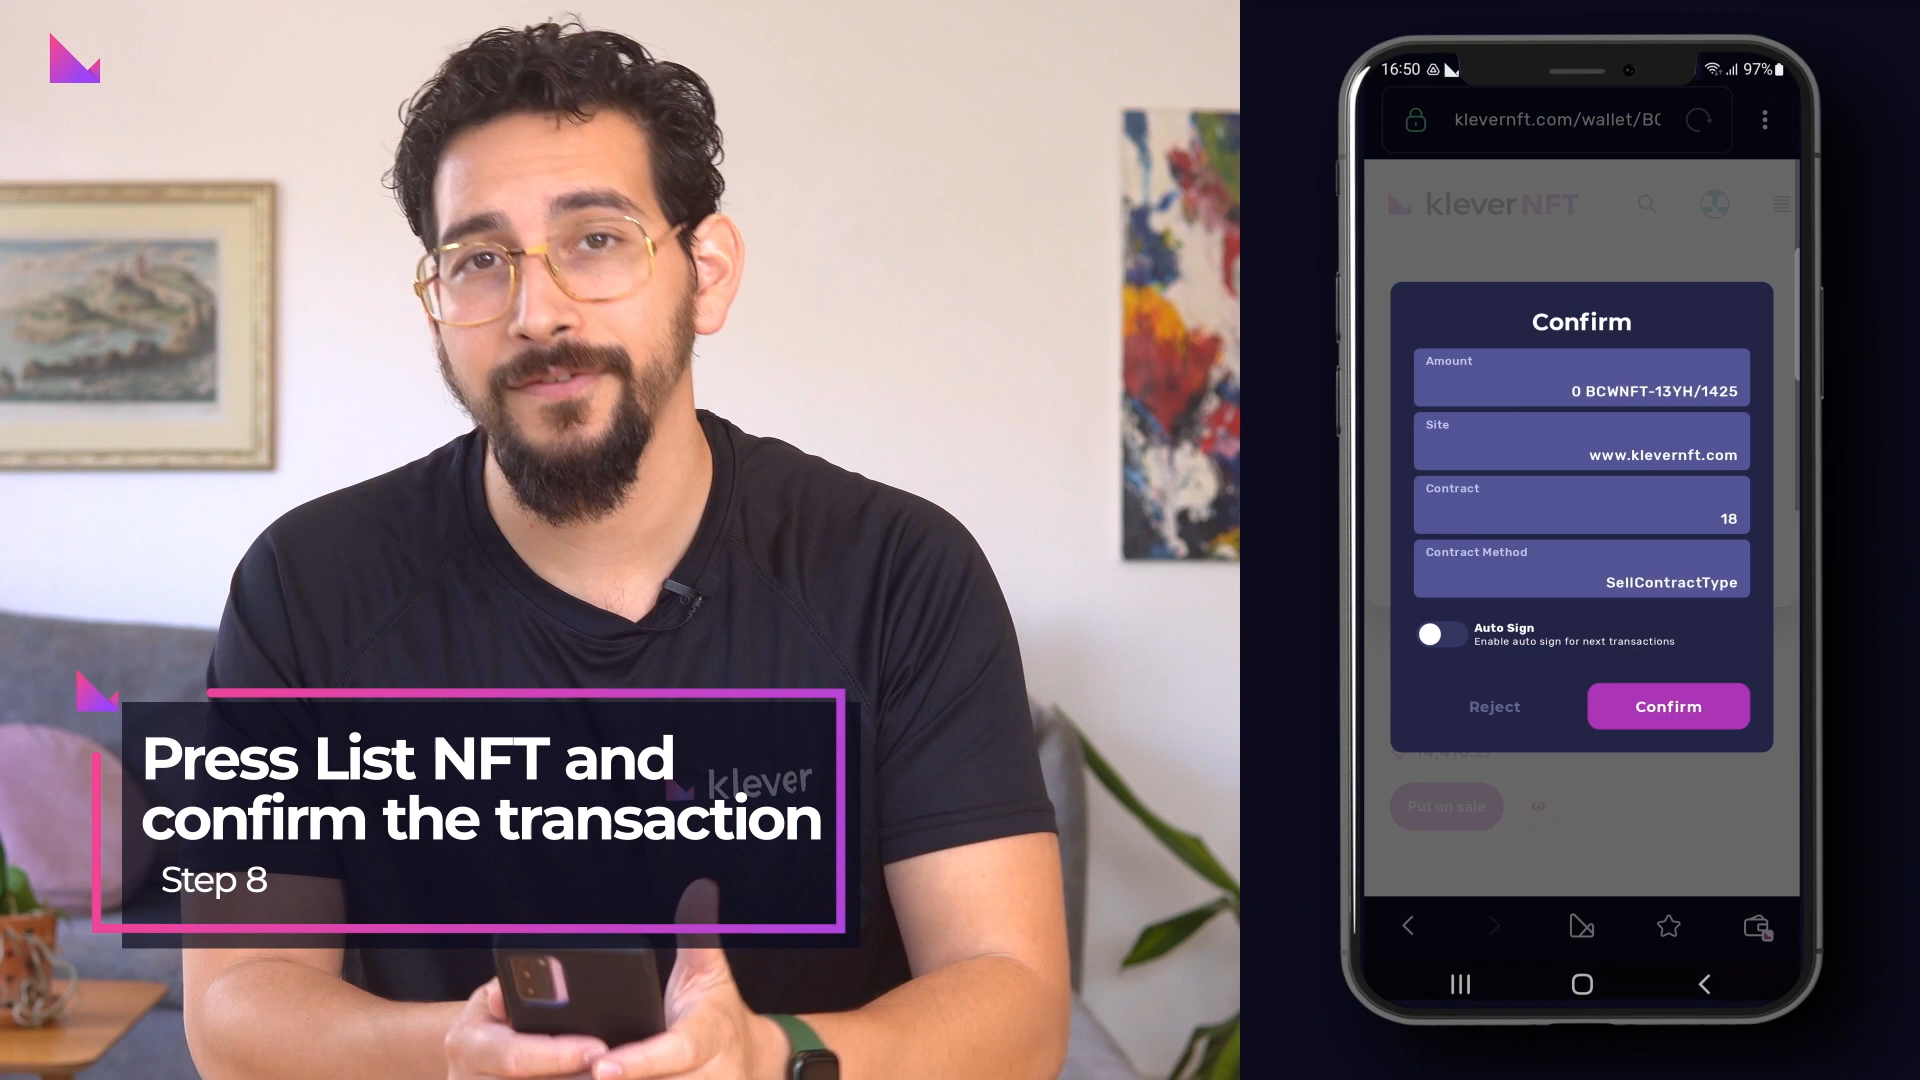 Press List NFT and
confirm the transaction
Step 8
klever
16:50
97%
klevernft.com/wallet/BC
klever NFT
Confirm
Amount
0 BCWNFT-13YH/1425
Site
www.klevernft.com
Contract
18
Contract Method
SellContractType
Auto Sign
Enable auto sign for next transactions
Reject
Confirm
Put on sale